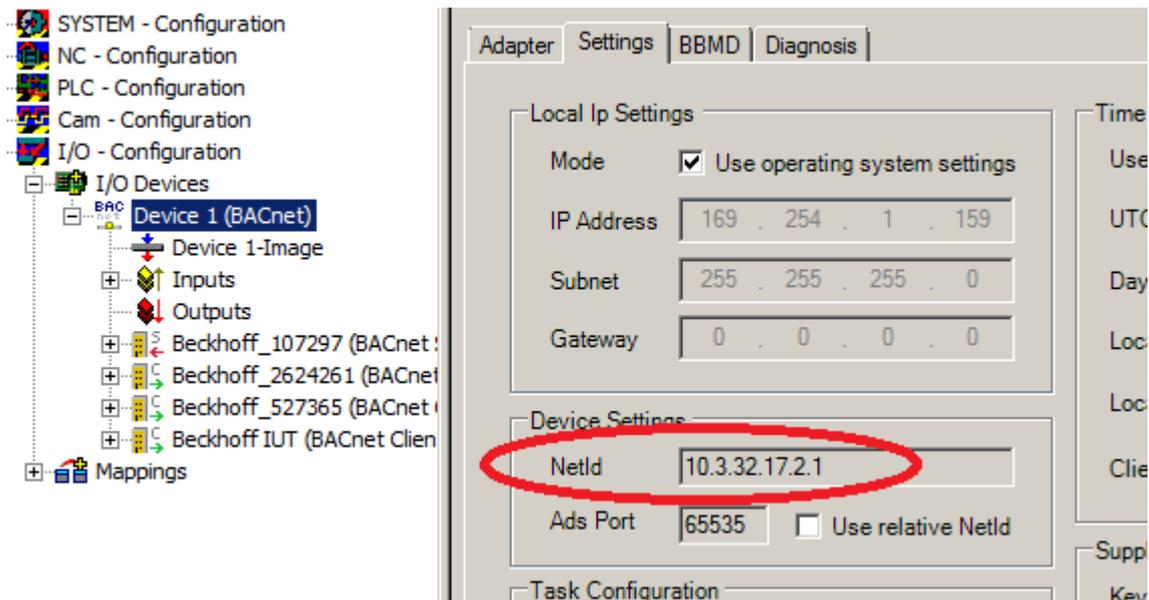 SYSTEM - Configuration
NC - Configuration
PLC - Configuration
Cam - Configuration
I/O - Configuration
I/O Devices
BAC
net
Device 1 (BACnet)
Device 1-Image
Inputs
Outputs
Beckhoff_107297 (BACnet
Beckhoff_2624261 (BACnet
Beckhoff_527365 (BACnet
Beckhoff IUT (BACnet Clien
Mappings
Adapter Settings BBMD Diagnosis
Local Ip Settings
Mode Use operating system settings
IP Address 169 . 254 . 1 . 159
Subnet 255 . 255 . 255 . 0
Gateway 0 . 0 . 0 . 0
Device Settings
NetId 10.3.32.17.2.1
Ads Port 65535 Use relative NetId
Task Configuration
Time
Use
UTC
Day
Loc
Loc
Clie
Suppl
Key